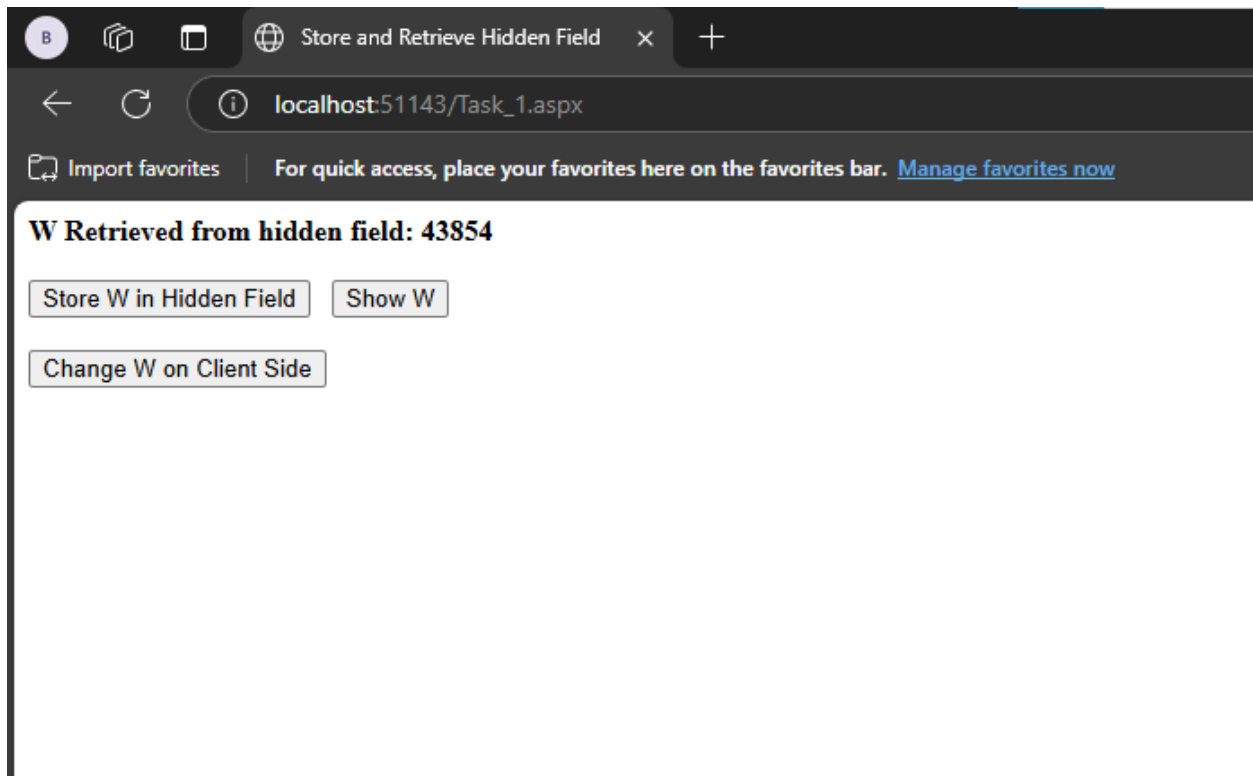 B
Store and Retrieve Hidden Field
localhost:51143/Task_1.aspx
Import favorites For quick access, place your favorites here on the favorites bar. Manage favorites now
W Retrieved from hidden field: 43854
Store W in Hidden Field Show W
Change W on Client Side